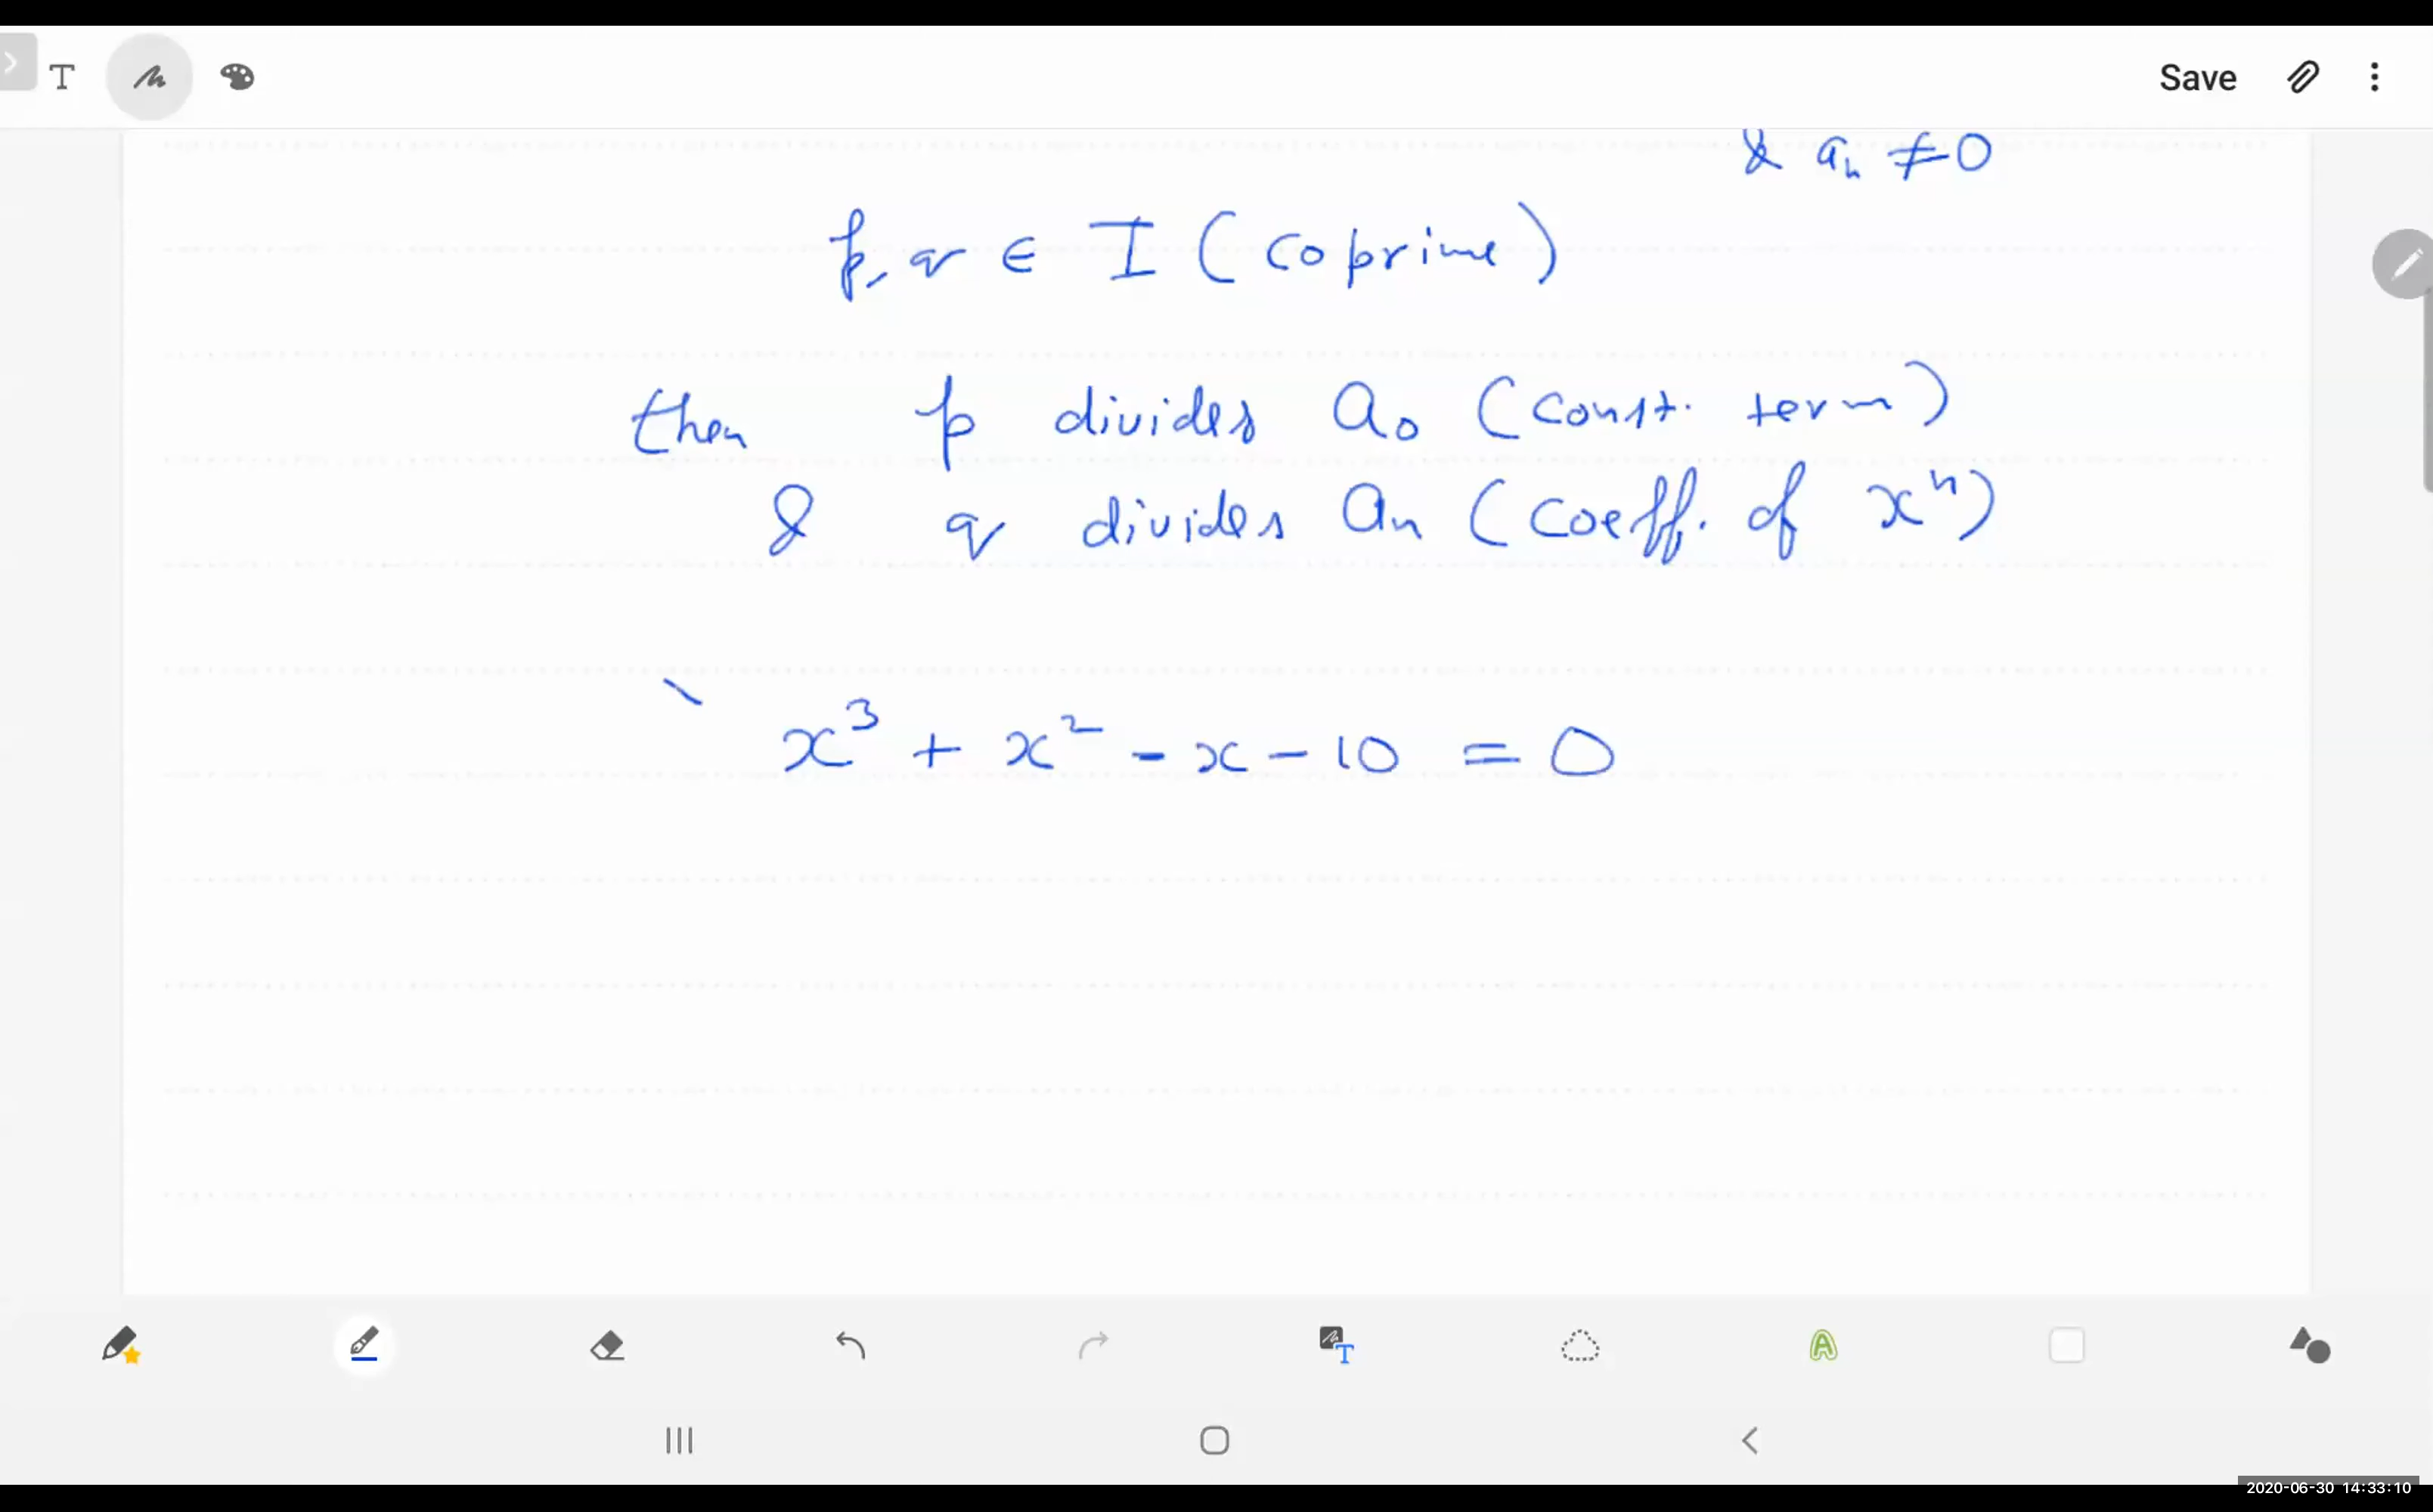 T
Save
& aₙ ≠ 0
p, q ∈ I (coprime)
then p divides a₀ (const. term)
& q divides aₙ (coeff. of xⁿ)
x³ + x² - x - 10 = 0
T
A
2020-06-30 14:33:10